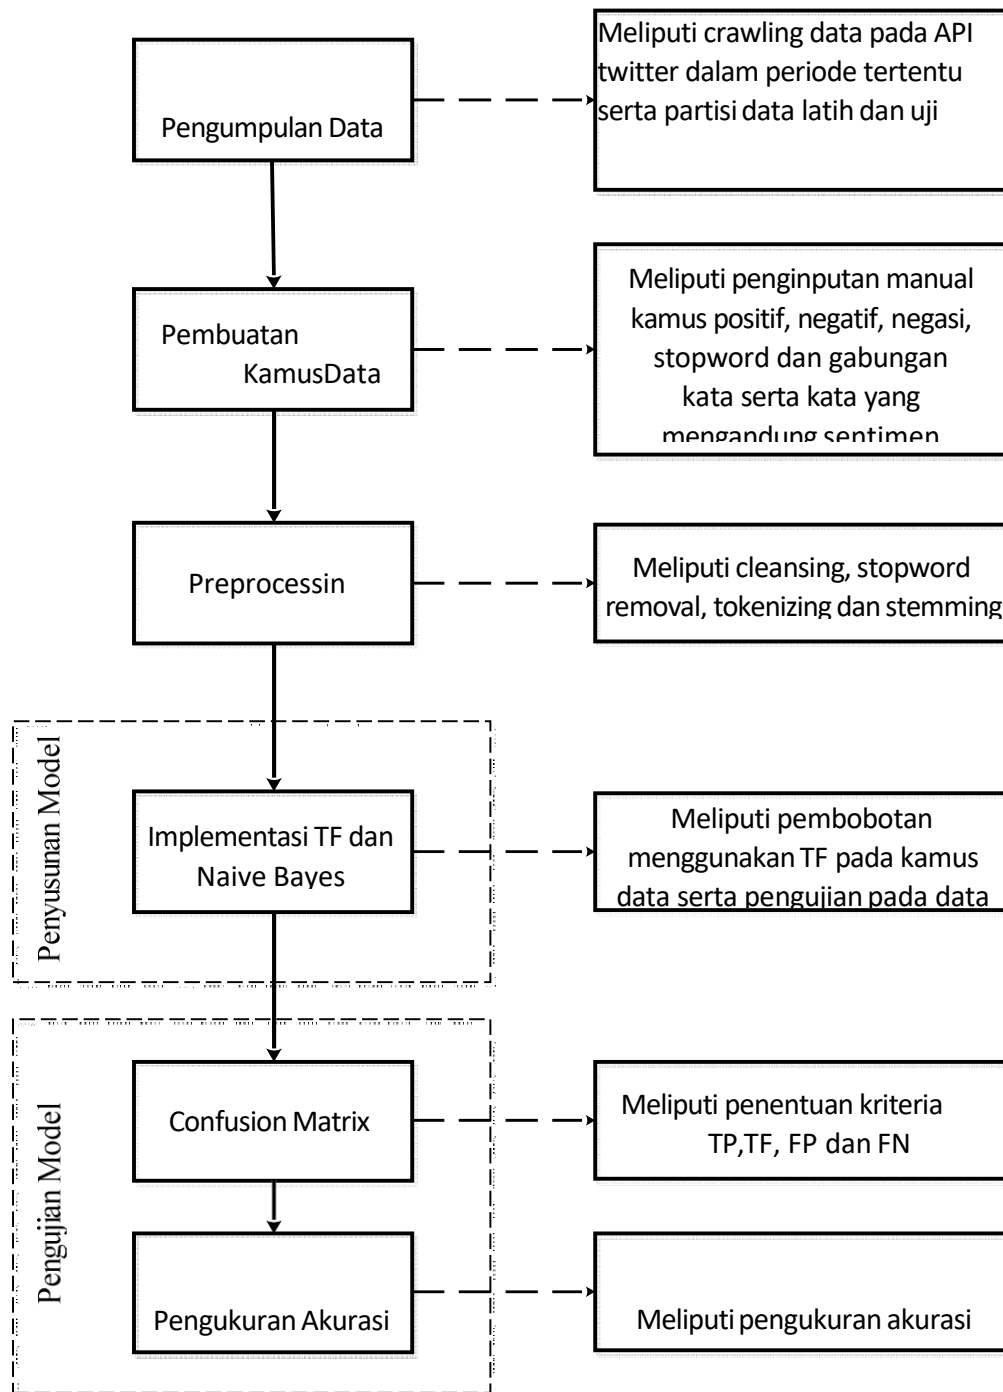 Pengumpulan Data
Meliputi crawling data pada API
twitter dalam periode tertentu
serta partisi data latih dan uji
Pembuatan
KamusData
Meliputi penginputan manual
kamus positif, negatif, negasi,
stopword dan gabungan
kata serta kata yang
mengandung sentimen
Preprocessin
Meliputi cleansing, stopword
removal, tokenizing dan stemming
Penyusunan Model
Implementasi TF dan
Naive Bayes
Meliputi pembobotan
menggunakan TF pada kamus
data serta pengujian pada data
Pengujian Model
Confusion Matrix
Meliputi penentuan kriteria
TP,TF, FP dan FN
Pengukuran Akurasi
Meliputi pengukuran akurasi